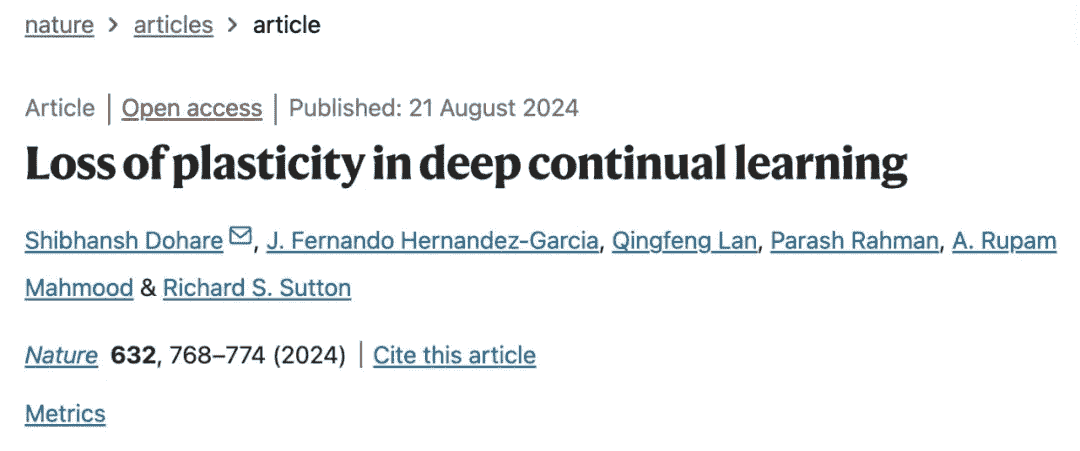 nature > articles > article
Article | Open access | Published: 21 August 2024
Loss of plasticity in deep continual learning
Shibhansh Dohare, J. Fernando Hernandez-Garcia, Qingfeng Lan, Parash Rahman, A. Rupam
Mahmood & Richard S. Sutton
Nature 632, 768–774 (2024) | Cite this article
Metrics